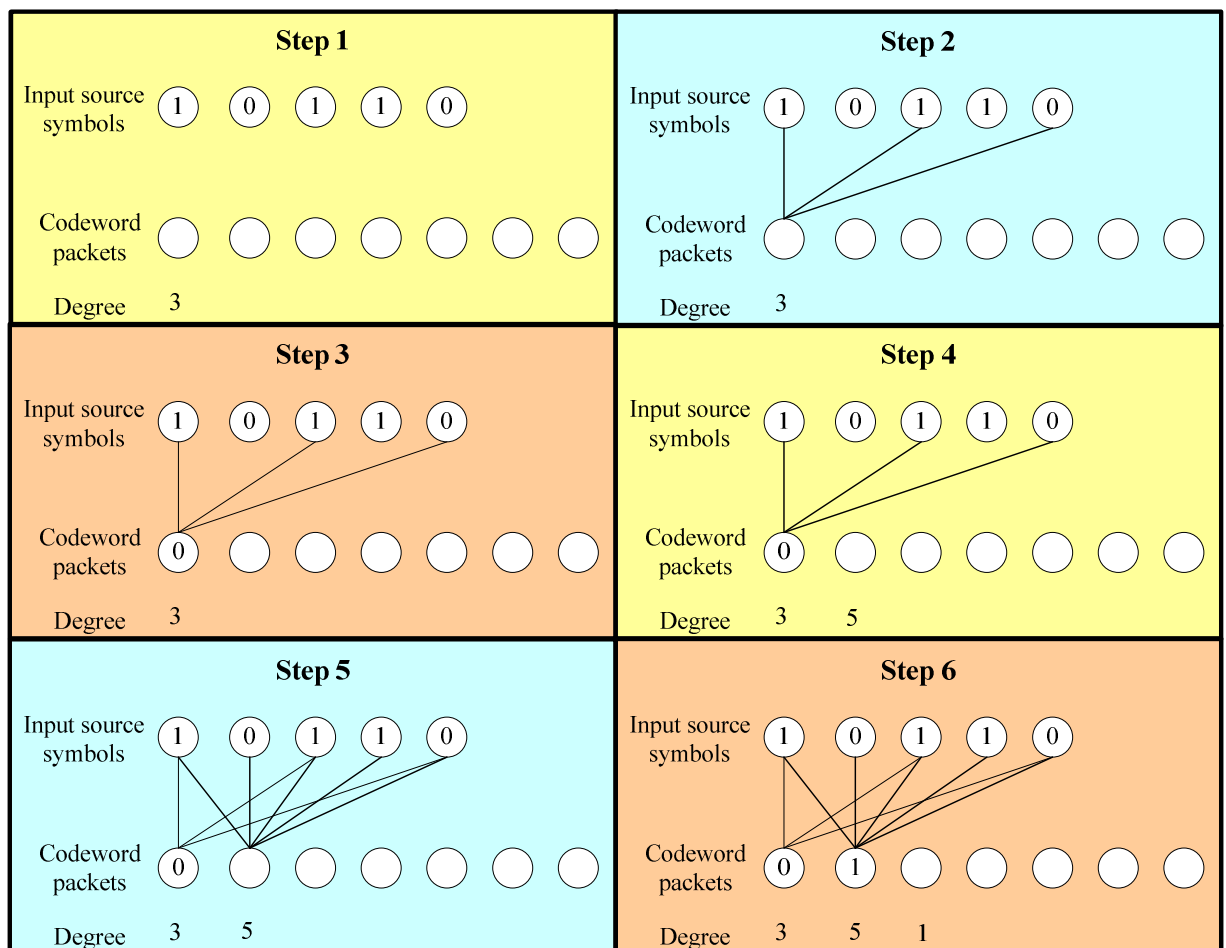 Step 1
Input source
symbols
1 0 1 1 0
Codeword
packets
Degree 3
Step 2
Input source
symbols
1 0 1 1 0
Codeword
packets
Degree 3
Step 3
Input source
symbols
1 0 1 1 0
Codeword
packets
0
Degree 3
Step 4
Input source
symbols
1 0 1 1 0
Codeword
packets
0
Degree 3 5
Step 5
Input source
symbols
1 0 1 1 0
Codeword
packets
0
Degree 3 5
Step 6
Input source
symbols
1 0 1 1 0
Codeword
packets
0 1
Degree 3 5 1